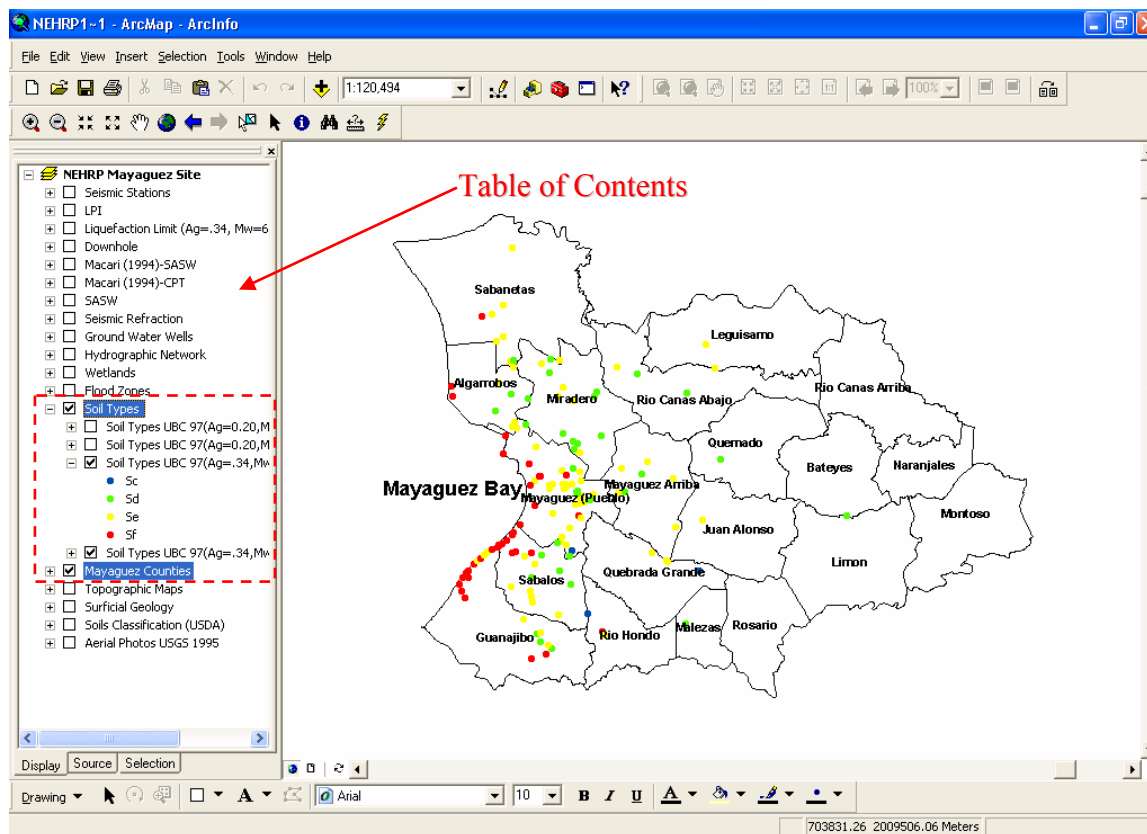 NEHRP1~1 - ArcMap - ArcInfo
File Edit View Insert Selection Tools Window Help
1:120,494
100%
NEHRP Mayaguez Site
Seismic Stations
LPI
Liquefaction Limit (Ag=.34, Mw=6
Downhole
Macari (1994)-SASW
Macari (1994)-CPT
SASW
Seismic Refraction
Ground Water Wells
Hydrographic Network
Wetlands
Flood Zones
Soil Types
Soil Types UBC 97(Ag=0.20,M
Soil Types UBC 97(Ag=0.20,M
Soil Types UBC 97(Ag=.34,Mw
Sc
Sd
Se
Sf
Soil Types UBC 97(Ag=.34,Mw
Mayaguez Counties
Topographic Maps
Surficial Geology
Soils Classification (USDA)
Aerial Photos USGS 1995
Display Source Selection
Table of Contents
Sabanetas
Leguisamo
Algarrobos
Miradero
Rio Canas Abajo
Rio Canas Arriba
Quemado
Bateyes
Naranjales
Mayaguez Bay
Mayaguez (Pueblo)
Mayaguez Arriba
Juan Alonso
Montoso
Limon
Sabalos
Quebrada Grande
Guanajibo
Rio Hondo
Malezas
Rosario
Drawing
A
Arial
10
B I U A
703831.26 2009506.06 Meters